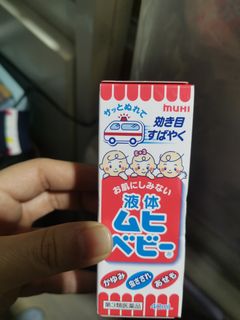 muHI
サッとぬれて
効き目
すばやく
お肌にしみない
液体
ムヒ
ベビー
かゆみ
虫さされ
あせも
第3類医薬品